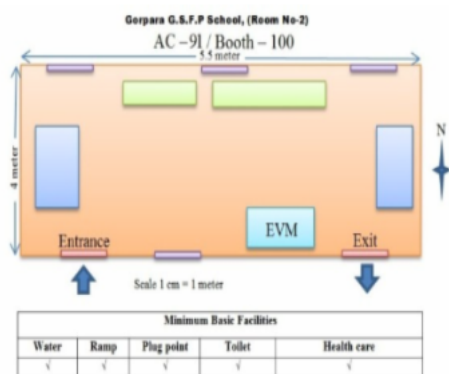 Gorpara G.S.F.P School, (Room No-2)
AC –91 / Booth – 100
5.5 meter
4 meter
N
EVM
Entrance
Exit
Scale 1 cm = 1 meter
Minimum Basic Facilities
Water Ramp Plug point Toilet Health care
√ √ √ √ √